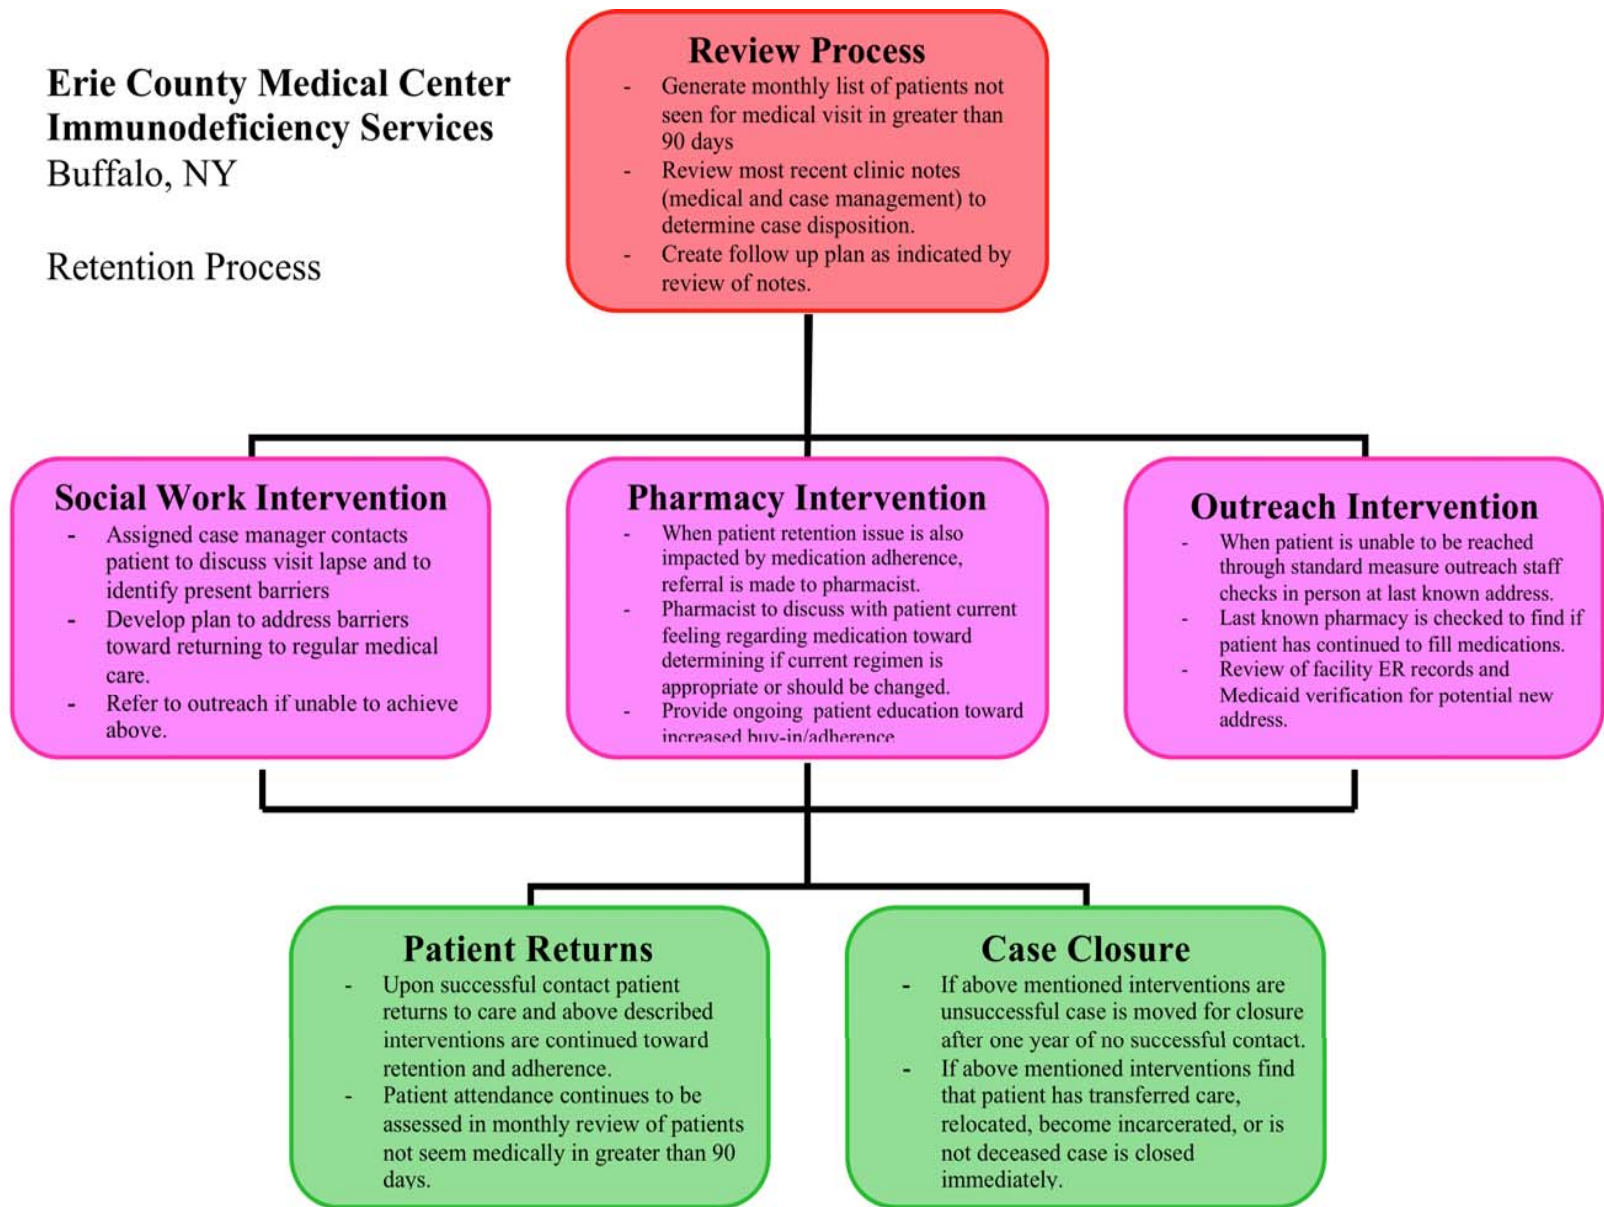 Erie County Medical Center
Immunodeficiency Services
Buffalo, NY
Retention Process
Review Process
- Generate monthly list of patients not
seen for medical visit in greater than
90 days
- Review most recent clinic notes
(medical and case management) to
determine case disposition.
- Create follow up plan as indicated by
review of notes.
Social Work Intervention
- Assigned case manager contacts
patient to discuss visit lapse and to
identify present barriers
- Develop plan to address barriers
toward returning to regular medical
care.
- Refer to outreach if unable to achieve
above.
Pharmacy Intervention
- When patient retention issue is also
impacted by medication adherence,
referral is made to pharmacist.
- Pharmacist to discuss with patient current
feeling regarding medication toward
determining if current regimen is
appropriate or should be changed.
- Provide ongoing patient education toward
increased buy-in/adherence
Outreach Intervention
- When patient is unable to be reached
through standard measure outreach staff
checks in person at last known address.
- Last known pharmacy is checked to find if
patient has continued to fill medications.
- Review of facility ER records and
Medicaid verification for potential new
address.
Patient Returns
- Upon successful contact patient
returns to care and above described
interventions are continued toward
retention and adherence.
- Patient attendance continues to be
assessed in monthly review of patients
not seem medically in greater than 90
days.
Case Closure
- If above mentioned interventions are
unsuccessful case is moved for closure
after one year of no successful contact.
- If above mentioned interventions find
that patient has transferred care,
relocated, become incarcerated, or is
not deceased case is closed
immediately.